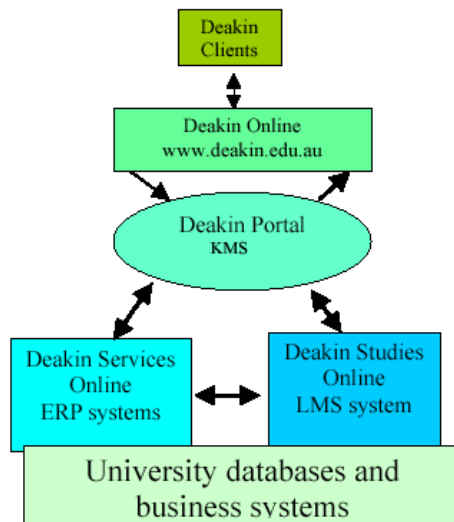 Deakin
Clients
Deakin Online
www.deakin.edu.au
Deakin Portal
KMS
Deakin Services
Online
ERP systems
Deakin Studies
Online
LMS system
University databases and
business systems